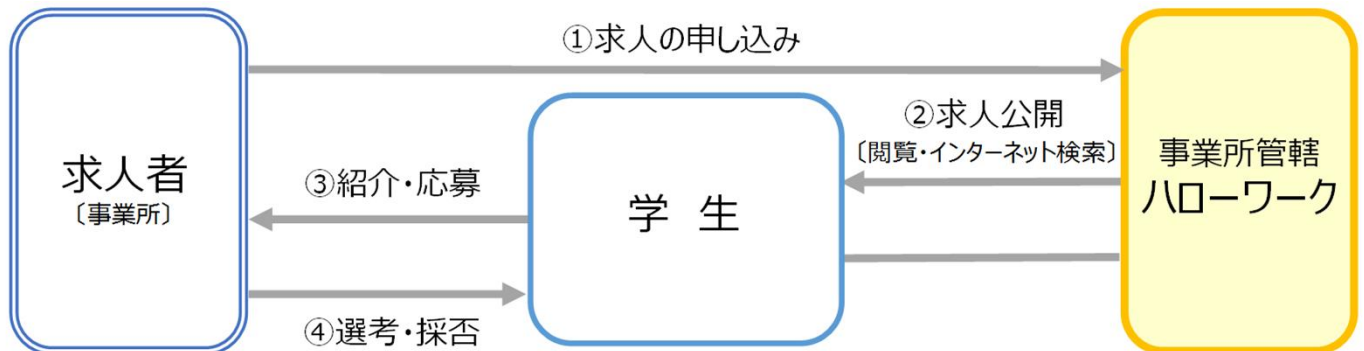 ①求人の申し込み
求人者
〔事業所〕
③紹介・応募
④選考・採否
学 生
②求人公開
〔閲覧・インターネット検索〕
事業所管轄
ハローワーク